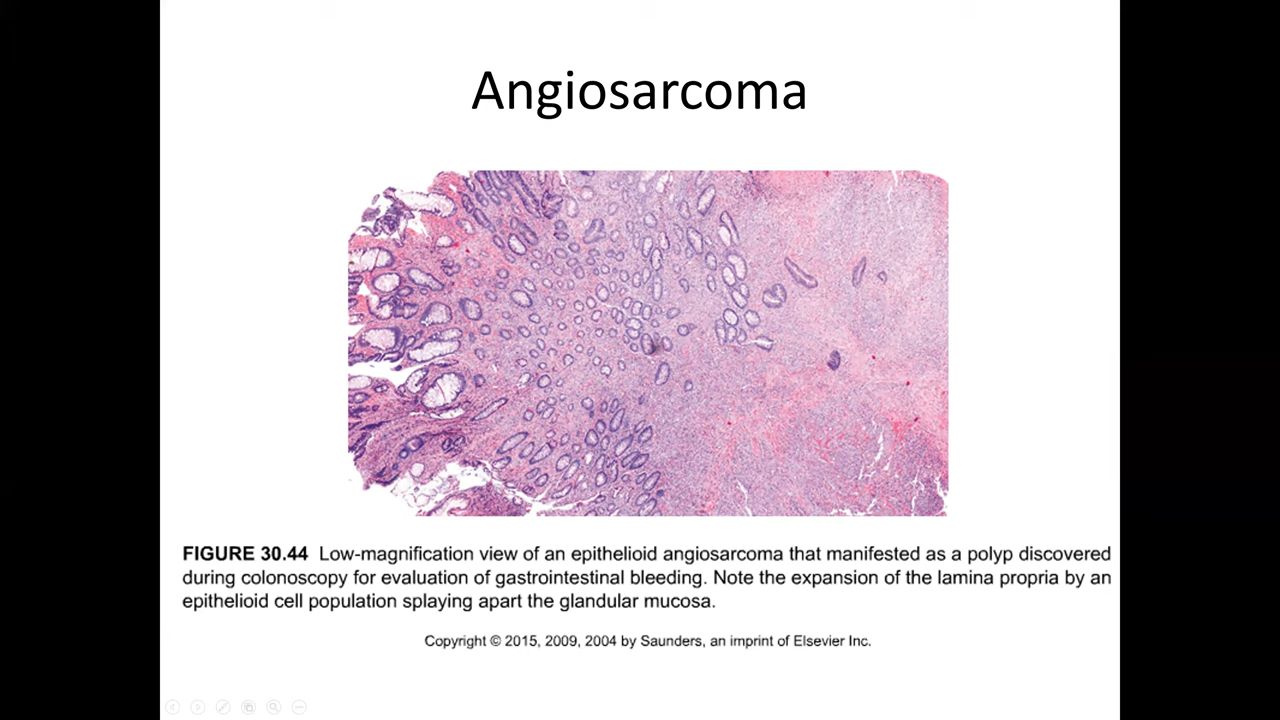 Angiosarcoma
FIGURE 30.44 Low-magnification view of an epithelioid angiosarcoma that manifested as a polyp discovered
during colonoscopy for evaluation of gastrointestinal bleeding. Note the expansion of the lamina propria by an
epithelioid cell population splaying apart the glandular mucosa.
Copyright © 2015, 2009, 2004 by Saunders, an imprint of Elsevier Inc.